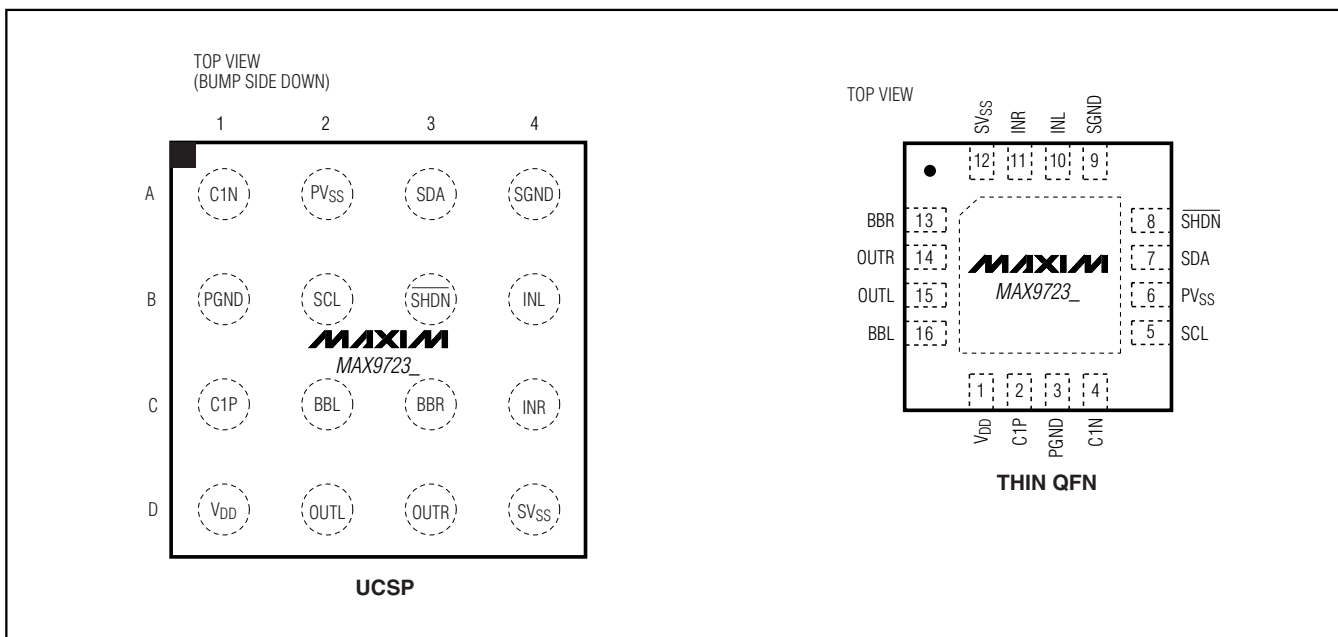 TOP VIEW
(BUMP SIDE DOWN)
1 2 3 4
A C1N PVSS SDA SGND
B PGND SCL SHDN INL
MAXIM
MAX9723_
C C1P BBL BBR INR
D VDD OUTL OUTR SVSS
UCSP
TOP VIEW
SVSS INR INL SGND
12 11 10 9
BBR 13 8 SHDN
OUTR 14 7 SDA
MAXIM
MAX9723_
OUTL 15 6 PVSS
BBL 16 5 SCL
1 2 3 4
VDD C1P PGND C1N
THIN QFN